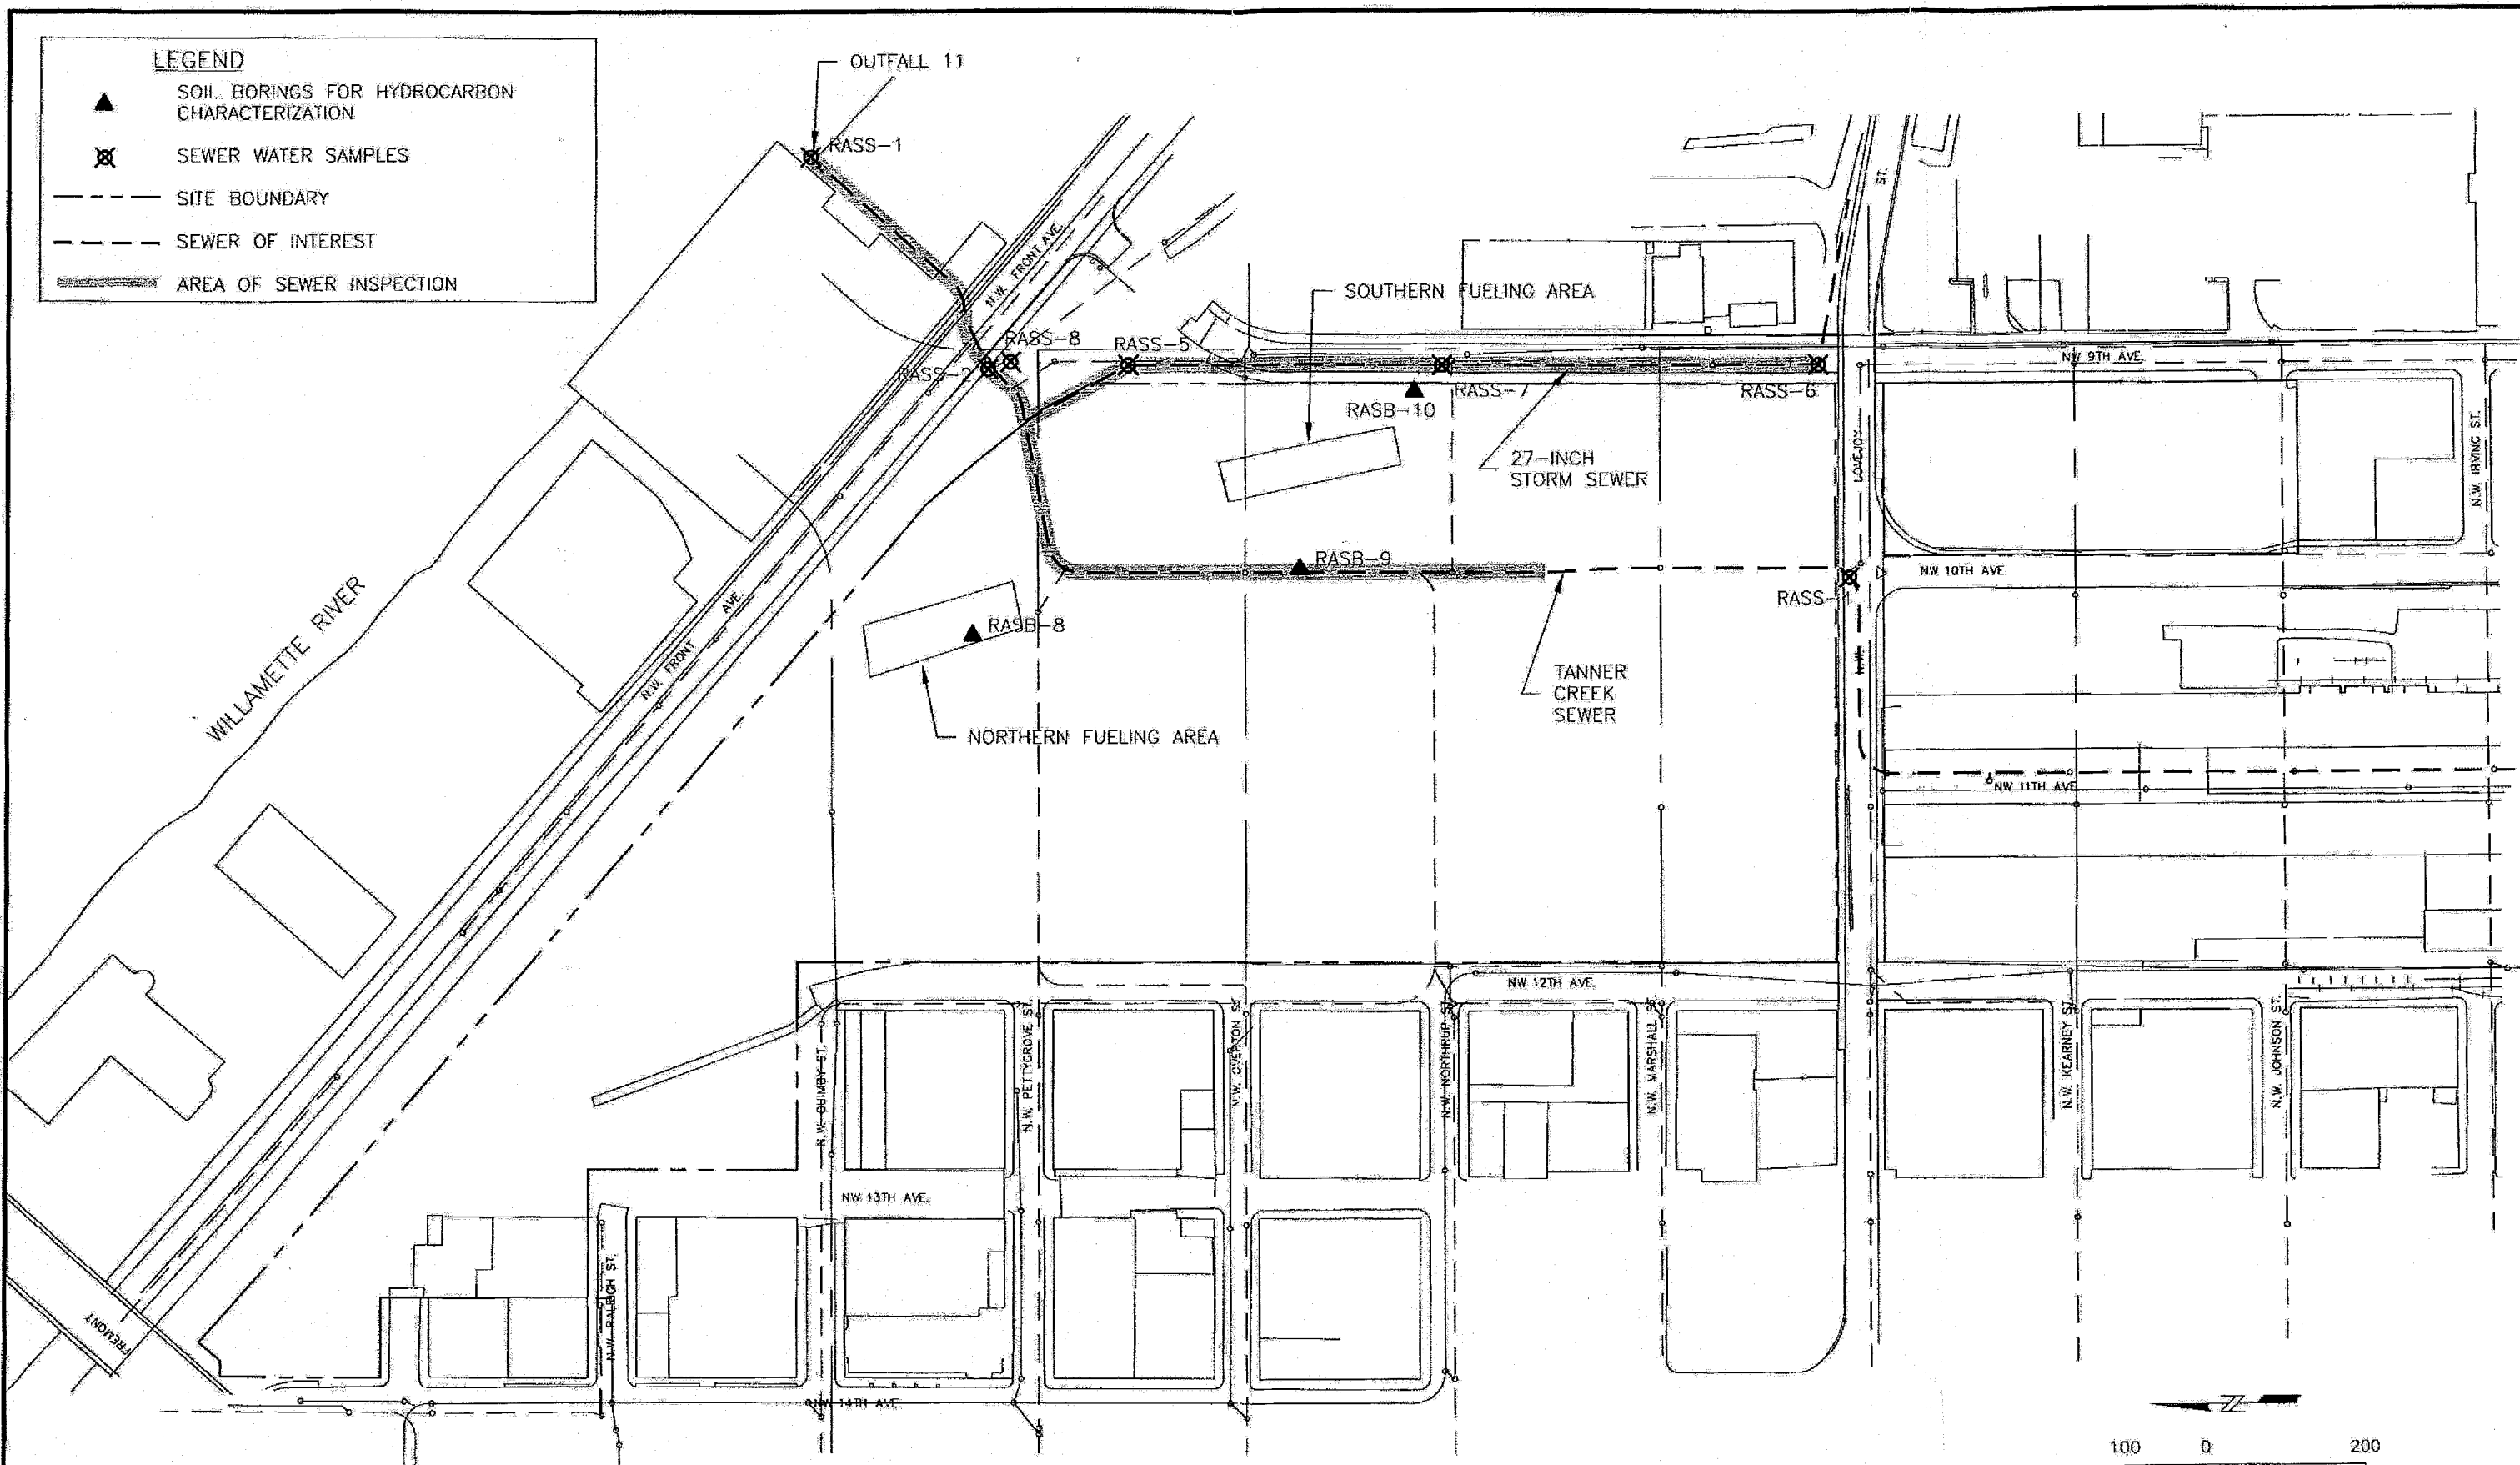 LEGEND
SOIL BORINGS FOR HYDROCARBON
CHARACTERIZATION
SEWER WATER SAMPLES
SITE BOUNDARY
SEWER OF INTEREST
AREA OF SEWER INSPECTION
OUTFALL 11
RASS-1
N.W. FRONT AVE.
ST.
SOUTHERN FUELING AREA
RASS-8
RASS-5
RASS-2
RASB-10
RASS-7
RASS-6
NW 9TH AVE.
27-INCH
STORM SEWER
LOVEJOY
N.W. IRVING ST.
RASB-9
NW 10TH AVE.
RASS-4
RASB-8
WILLAMETTE RIVER
N.W. FRONT AVE.
N.W.
TANNER
CREEK
SEWER
NORTHERN FUELING AREA
NW 11TH AVE
NW 12TH AVE.
N.W. QUIMBY ST.
N.W. PETTYGROVE ST.
N.W. OVERTON ST.
N.W. NORTHRUP ST.
N.W. MARSHALL ST.
N.W. KEARNEY ST.
N.W. JOHNSON ST.
NW 13TH AVE.
N.W. RALEIGH ST.
FREMONT
NW 14TH AVE.
Z
100 0 200